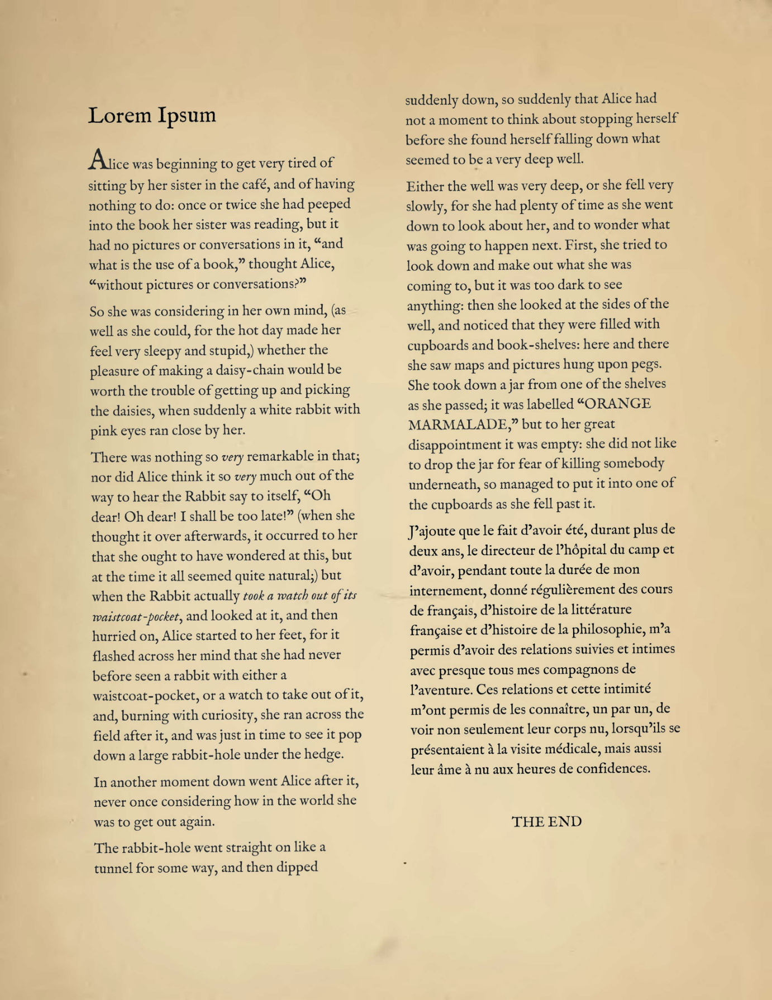 Lorem Ipsum
Alice was beginning to get very tired of
sitting by her sister in the café, and of having
nothing to do: once or twice she had peeped
into the book her sister was reading, but it
had no pictures or conversations in it, “and
what is the use of a book,” thought Alice,
“without pictures or conversations?”
So she was considering in her own mind, (as
well as she could, for the hot day made her
feel very sleepy and stupid,) whether the
pleasure of making a daisy-chain would be
worth the trouble of getting up and picking
the daisies, when suddenly a white rabbit with
pink eyes ran close by her.
There was nothing so very remarkable in that;
nor did Alice think it so very much out of the
way to hear the Rabbit say to itself, “Oh
dear! Oh dear! I shall be too late!” (when she
thought it over afterwards, it occurred to her
that she ought to have wondered at this, but
at the time it all seemed quite natural;) but
when the Rabbit actually took a watch out of its
waistcoat-pocket, and looked at it, and then
hurried on, Alice started to her feet, for it
flashed across her mind that she had never
before seen a rabbit with either a
waistcoat-pocket, or a watch to take out of it,
and, burning with curiosity, she ran across the
field after it, and was just in time to see it pop
down a large rabbit-hole under the hedge.
In another moment down went Alice after it,
never once considering how in the world she
was to get out again.
The rabbit-hole went straight on like a
tunnel for some way, and then dipped
suddenly down, so suddenly that Alice had
not a moment to think about stopping herself
before she found herself falling down what
seemed to be a very deep well.
Either the well was very deep, or she fell very
slowly, for she had plenty of time as she went
down to look about her, and to wonder what
was going to happen next. First, she tried to
look down and make out what she was
coming to, but it was too dark to see
anything: then she looked at the sides of the
well, and noticed that they were filled with
cupboards and book-shelves: here and there
she saw maps and pictures hung upon pegs.
She took down a jar from one of the shelves
as she passed; it was labelled “ORANGE
MARMALADE,” but to her great
disappointment it was empty: she did not like
to drop the jar for fear of killing somebody
underneath, so managed to put it into one of
the cupboards as she fell past it.
J’ajoute que le fait d’avoir été, durant plus de
deux ans, le directeur de l’hôpital du camp et
d’avoir, pendant toute la durée de mon
internement, donné régulièrement des cours
de français, d’histoire de la littérature
française et d’histoire de la philosophie, m’a
permis d’avoir des relations suivies et intimes
avec presque tous mes compagnons de
l’aventure. Ces relations et cette intimité
m’ont permis de les connaître, un par un, de
voir non seulement leur corps nu, lorsqu’ils se
présentaient à la visite médicale, mais aussi
leur âme à nu aux heures de confidences.
THE END